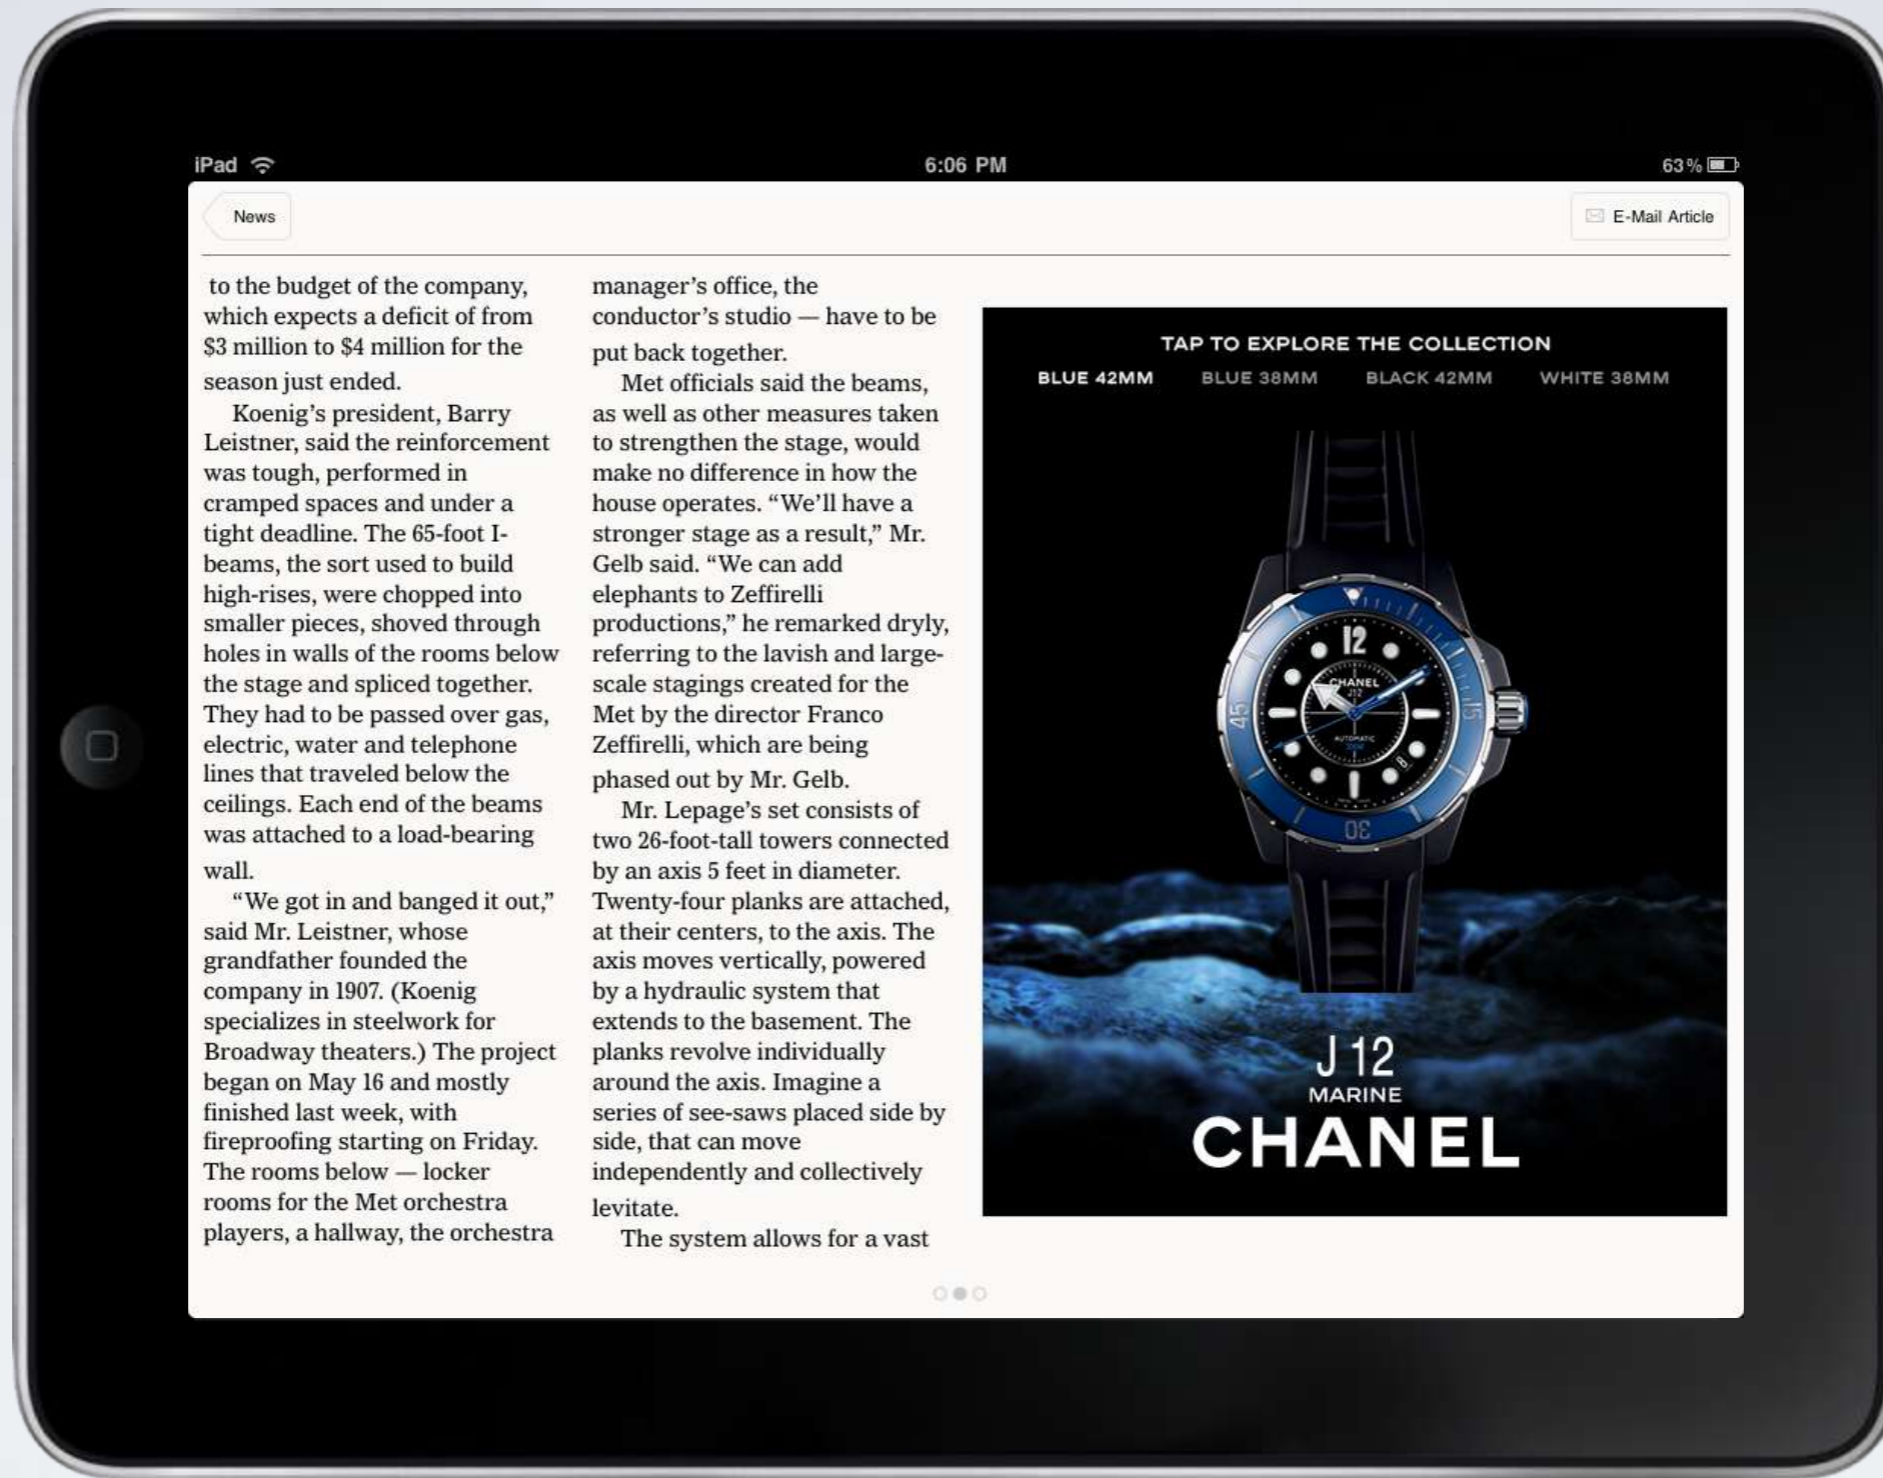 iPad
6:06 PM
63%
News
E-Mail Article
to the budget of the company,
which expects a deficit of from
$3 million to $4 million for the
season just ended.
Koenig’s president, Barry
Leistner, said the reinforcement
was tough, performed in
cramped spaces and under a
tight deadline. The 65-foot I-
beams, the sort used to build
high-rises, were chopped into
smaller pieces, shoved through
holes in walls of the rooms below
the stage and spliced together.
They had to be passed over gas,
electric, water and telephone
lines that traveled below the
ceilings. Each end of the beams
was attached to a load-bearing
wall.
“We got in and banged it out,”
said Mr. Leistner, whose
grandfather founded the
company in 1907. (Koenig
specializes in steelwork for
Broadway theaters.) The project
began on May 16 and mostly
finished last week, with
fireproofing starting on Friday.
The rooms below — locker
rooms for the Met orchestra
players, a hallway, the orchestra
manager’s office, the
conductor’s studio — have to be
put back together.
Met officials said the beams,
as well as other measures taken
to strengthen the stage, would
make no difference in how the
house operates. “We’ll have a
stronger stage as a result,” Mr.
Gelb said. “We can add
elephants to Zeffirelli
productions,” he remarked dryly,
referring to the lavish and large-
scale stagings created for the
Met by the director Franco
Zeffirelli, which are being
phased out by Mr. Gelb.
Mr. Lepage’s set consists of
two 26-foot-tall towers connected
by an axis 5 feet in diameter.
Twenty-four planks are attached,
at their centers, to the axis. The
axis moves vertically, powered
by a hydraulic system that
extends to the basement. The
planks revolve individually
around the axis. Imagine a
series of see-saws placed side by
side, that can move
independently and collectively
levitate.
The system allows for a vast
TAP TO EXPLORE THE COLLECTION
BLUE 42MM BLUE 38MM BLACK 42MM WHITE 38MM
12
CHANEL
J12
45
15
AUTOMATIC
8
30
J12
MARINE
CHANEL